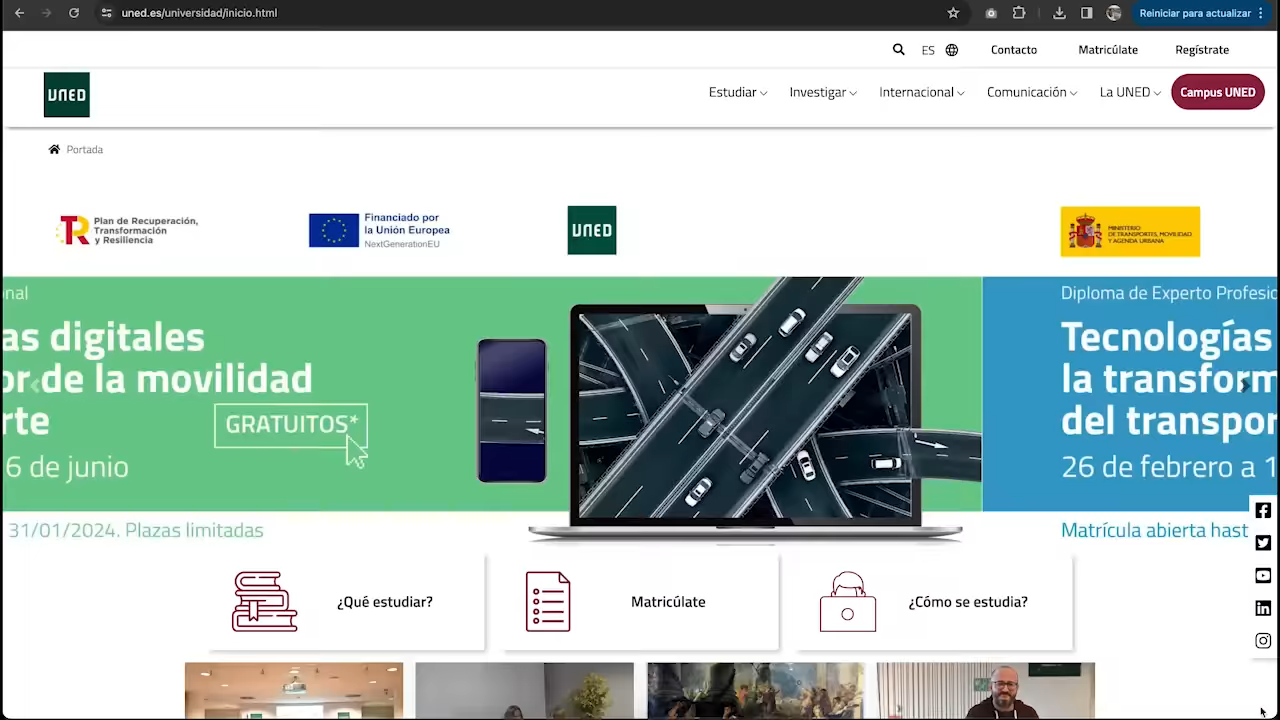 uned.es/universidad/inicio.html
Reiniciar para actualizar
ES
Contacto
Matricúlate
Regístrate
UNED
Estudiar
Investigar
Internacional
Comunicación
La UNED
Campus UNED
Portada
Plan de Recuperación,
Transformación
y Resiliencia
Financiado por
la Unión Europea
NextGenerationEU
UNED
MINISTERIO
DE TRANSPORTES, MOVILIDAD
Y AGENDA URBANA
nal
as digitales
or de la movilidad
rte
GRATUITOS*
6 de junio
31/01/2024. Plazas limitadas
Diploma de Experto Profesio
Tecnologías
la transform
del transpor
26 de febrero a 1
Matrícula abierta hast
¿Qué estudiar?
Matricúlate
¿Cómo se estudia?